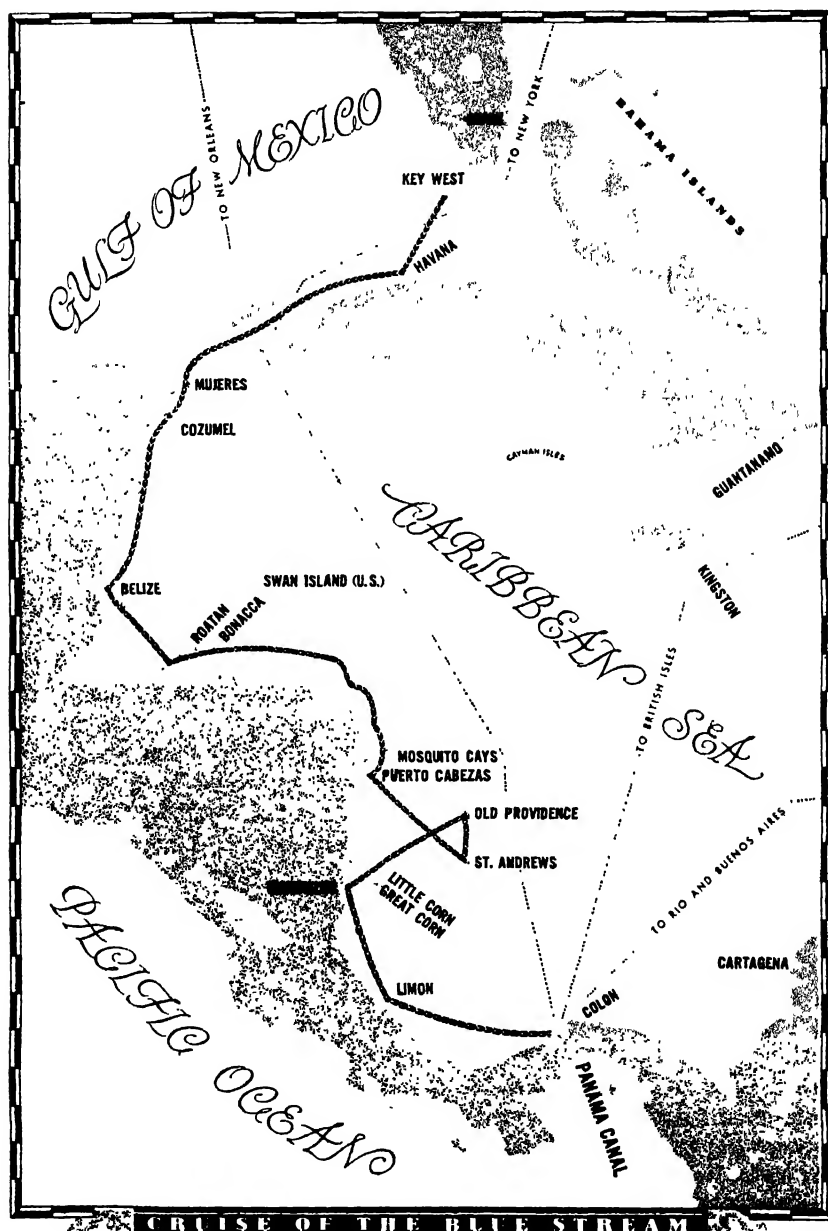 TO NEW ORLEANS
TO NEW YORK
BAHAMA ISLANDS
GULF OF MEXICO
KEY WEST
HAVANA
MUJERES
COZUMEL
CAYMAN ISLES
GUANTANAMO
CARIBBEAN SEA
BELIZE
SWAN ISLAND (U.S.)
ROATAN
BONACCA
KINGSTON
TO BRITISH ISLES
MOSQUITO CAYS
PUERTO CABEZAS
OLD PROVIDENCE
ST. ANDREWS
LITTLE CORN
GREAT CORN
TO RIO AND BUENOS AIRES
PACIFIC OCEAN
CARTAGENA
LIMON
COLON
PANAMA CANAL
CRUISE OF THE BLUE STREAM